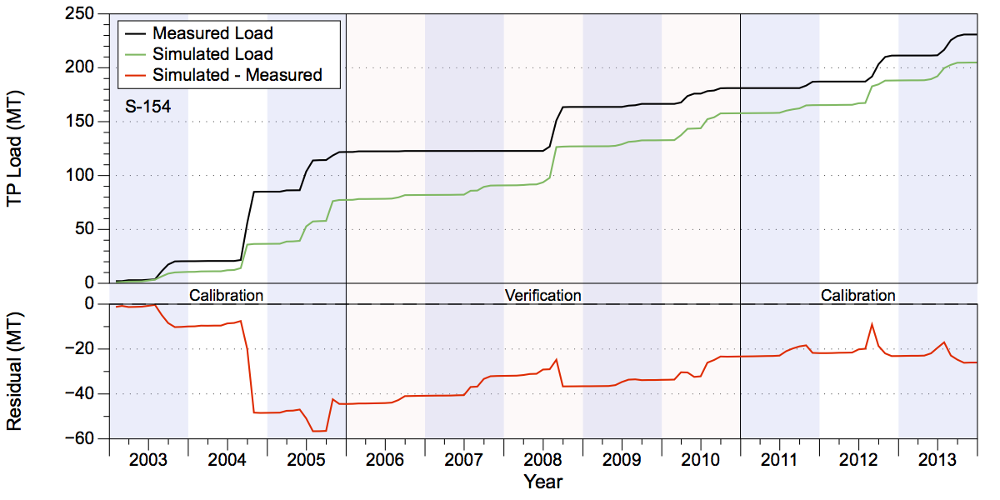 250
200
150
100
50
0
TP Load (MT)
Measured Load
Simulated Load
Simulated - Measured
S-154
Calibration
Verification
Calibration
0
−20
−40
−60
Residual (MT)
2003 2004 2005 2006 2007 2008 2009 2010 2011 2012 2013
Year